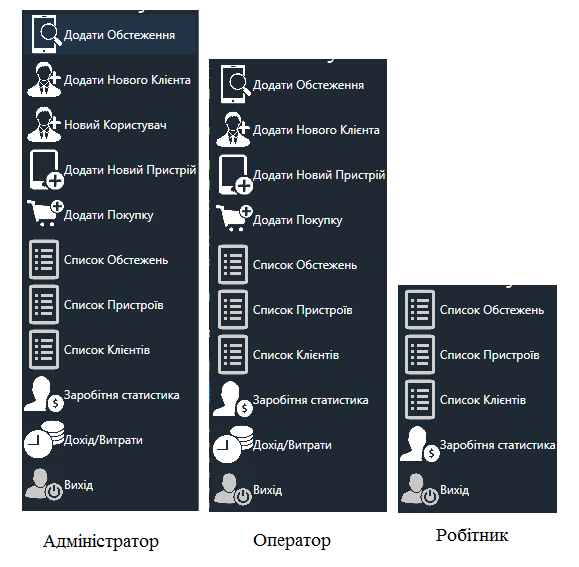 Додати Обстеження
Додати Нового Клієнта
Новий Користувач
Додати Новий Пристрій
Додати Покупку
Список Обстежень
Список Пристроїв
Список Клієнтів
Заробітня статистика
Дохід/Витрати
Вихід
Адміністратор
Додати Обстеження
Додати Нового Клієнта
Додати Новий Пристрій
Додати Покупку
Список Обстежень
Список Пристроїв
Список Клієнтів
Заробітня статистика
Дохід/Витрати
Вихід
Оператор
Список Обстежень
Список Пристроїв
Список Клієнтів
Заробітня статистика
Вихід
Робітник